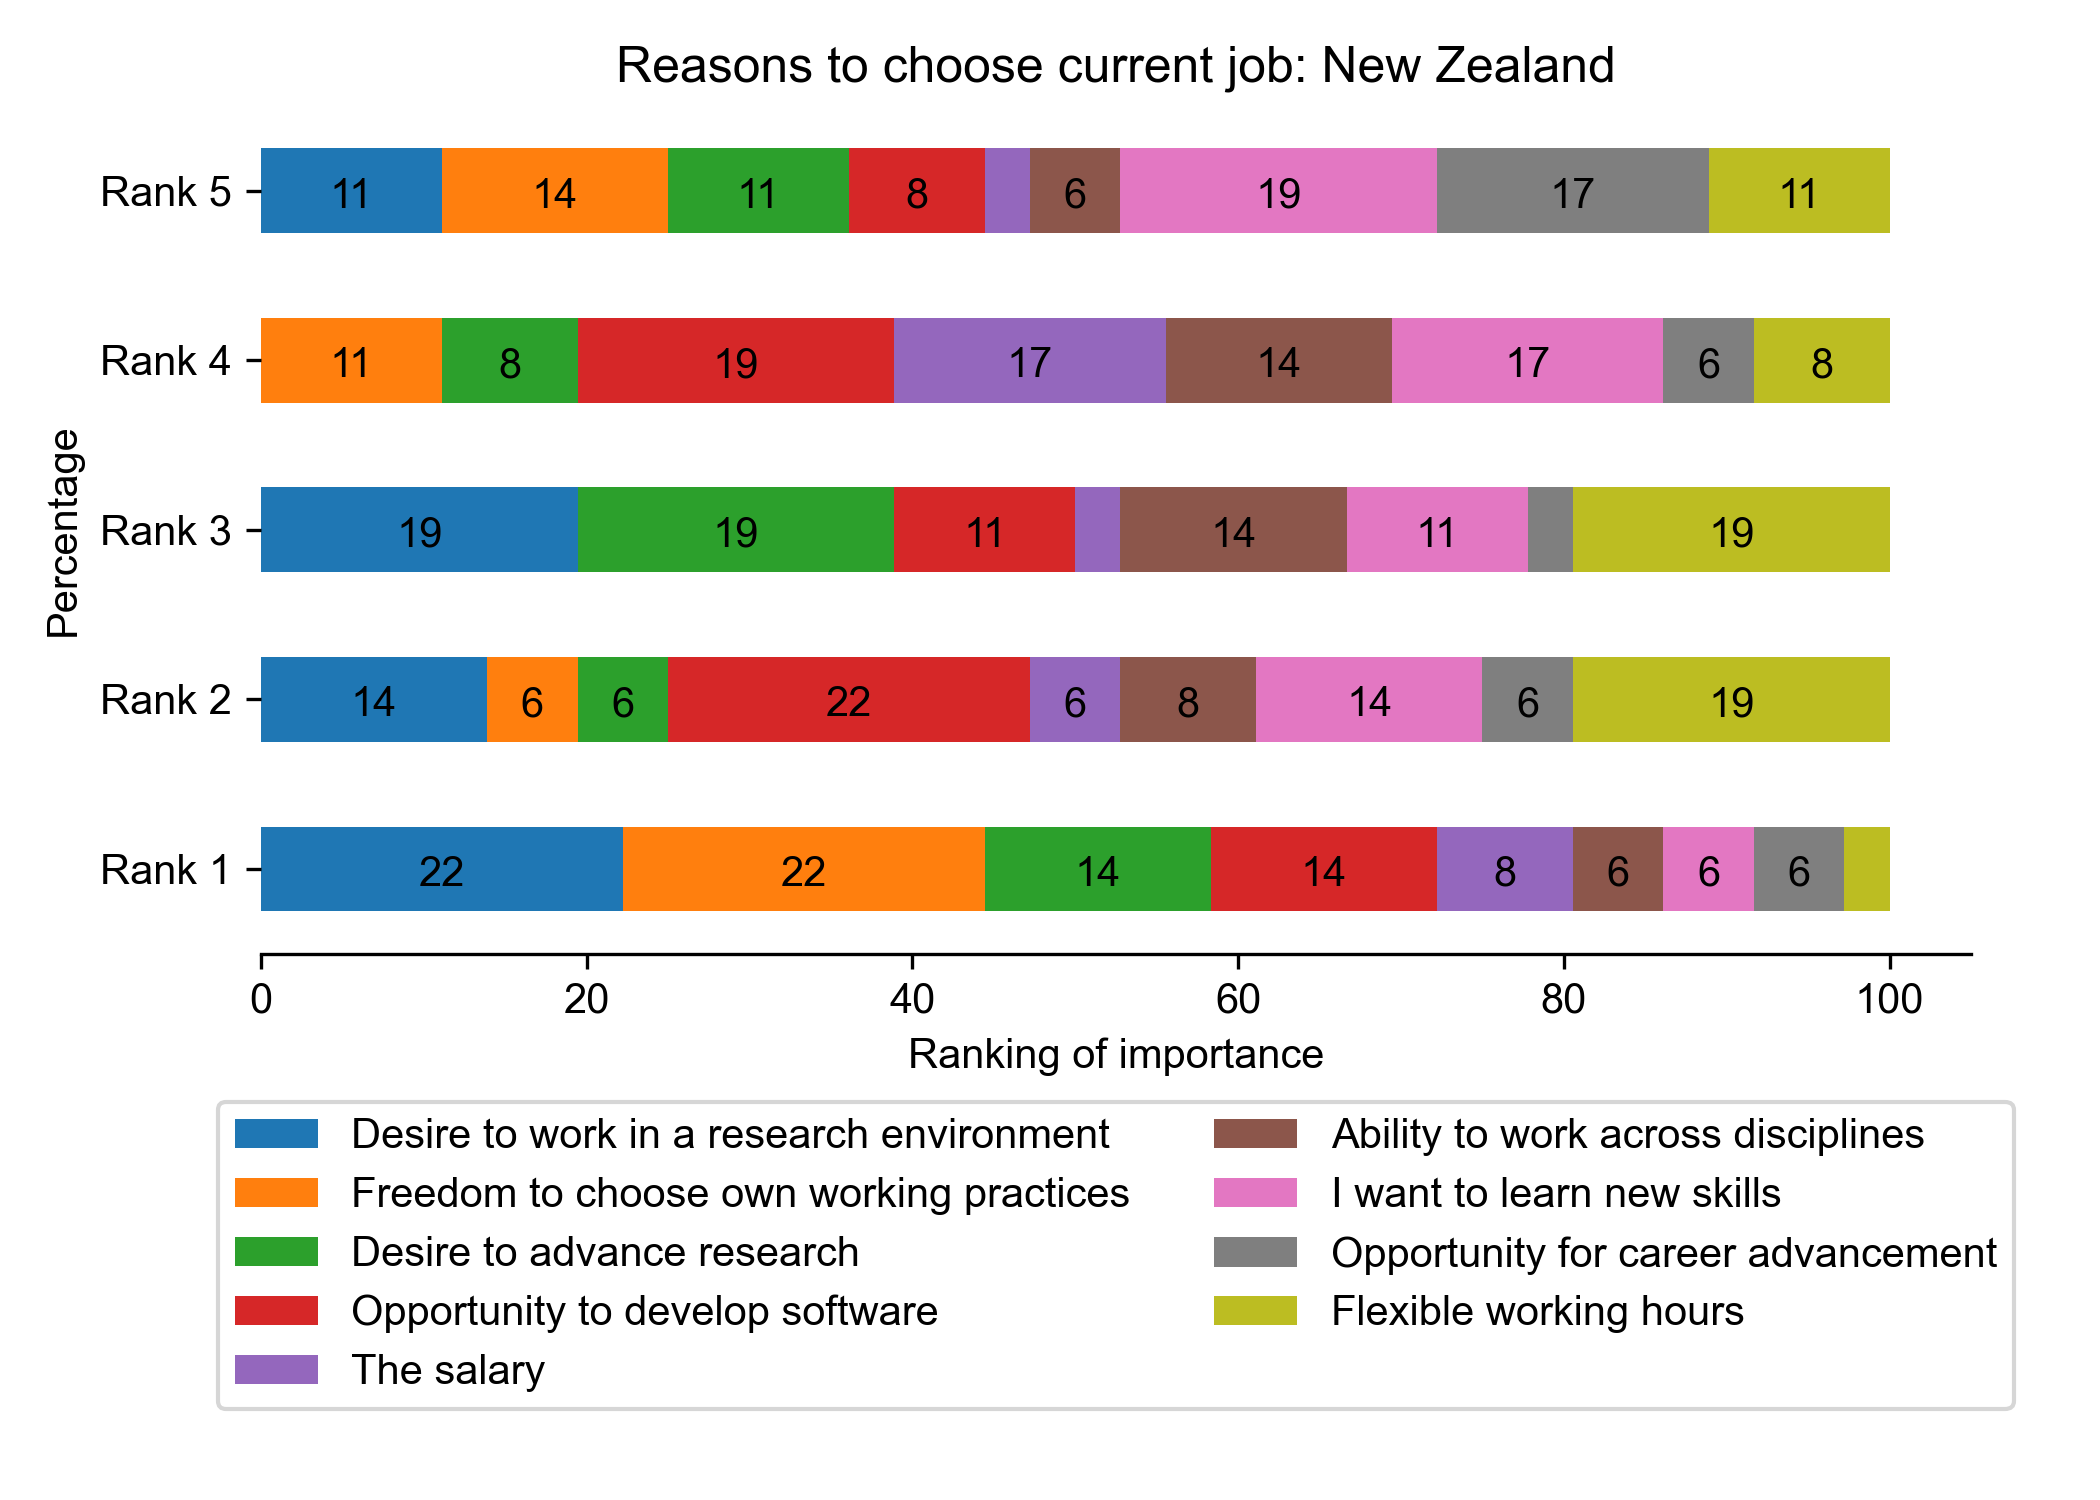 Reasons to choose current job: New Zealand
Rank 5 11 14 11 8 6 19 17 11
Rank 4 11 8 19 17 14 17 6 8
Percentage
Rank 3 19 19 11 14 11 19
Rank 2 14 6 6 22 6 8 14 6 19
Rank 1 22 22 14 14 8 6 6 6
0 20 40 60 80 100
Ranking of importance
Desire to work in a research environment
Freedom to choose own working practices
Desire to advance research
Opportunity to develop software
The salary
Ability to work across disciplines
I want to learn new skills
Opportunity for career advancement
Flexible working hours